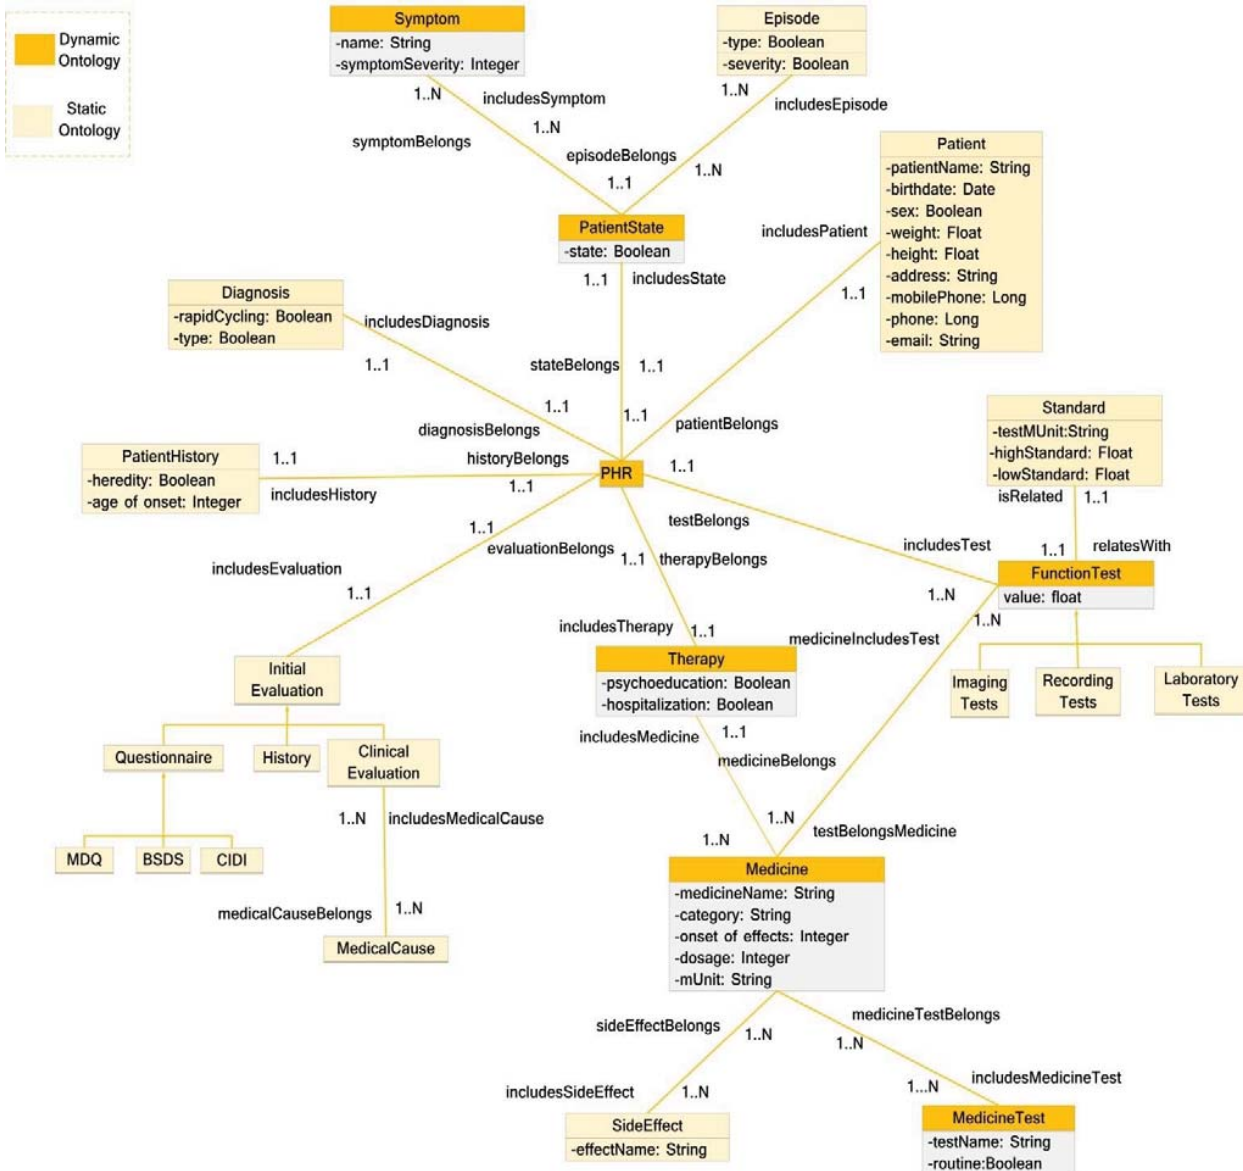 Dynamic
Ontology
Static
Ontology
Symptom
-name: String
-symptomSeverity: Integer
Episode
-type: Boolean
-severity: Boolean
1..N
includesSymptom
1..N
symptomBelongs
1..N
includesEpisode
episodeBelongs
1..N
1..1
Patient
-patientName: String
-birthdate: Date
-sex: Boolean
-weight: Float
-height: Float
-address: String
-mobilePhone: Long
-phone: Long
-email: String
PatientState
-state: Boolean
includesPatient
1..1
1..1
includesState
Diagnosis
-rapidCycling: Boolean
-type: Boolean
includesDiagnosis
1..1
stateBelongs
1..1
1..1
1..1
diagnosisBelongs
patientBelongs
Standard
-testMUnit:String
-highStandard: Float
-lowStandard: Float
PatientHistory
-heredity: Boolean
-age of onset: Integer
1..1
includesHistory
historyBelongs
1..1
PHR
1..1
isRelated
1..1
testBelongs
1..1
evaluationBelongs
includesEvaluation
1..1
1..1
therapyBelongs
includesTest
1..N
1..1
relatesWith
FunctionTest
value: float
1..N
includesTherapy
1..1
medicineIncludesTest
Therapy
-psychoeducation: Boolean
-hospitalization: Boolean
Imaging
Tests
Recording
Tests
Laboratory
Tests
Initial
Evaluation
Questionnaire
History
Clinical
Evaluation
includesMedicine
1..1
medicineBelongs
1..N
includesMedicalCause
MDQ
BSDS
CIDI
1..N
1..N
testBelongsMedicine
medicalCauseBelongs
1..N
MedicalCause
Medicine
-medicineName: String
-category: String
-onset of effects: Integer
-dosage: Integer
-mUnit: String
sideEffectBelongs
1..N
medicineTestBelongs
1..N
includesSideEffect
1..N
1...N
includesMedicineTest
SideEffect
-effectName: String
MedicineTest
-testName: String
-routine:Boolean